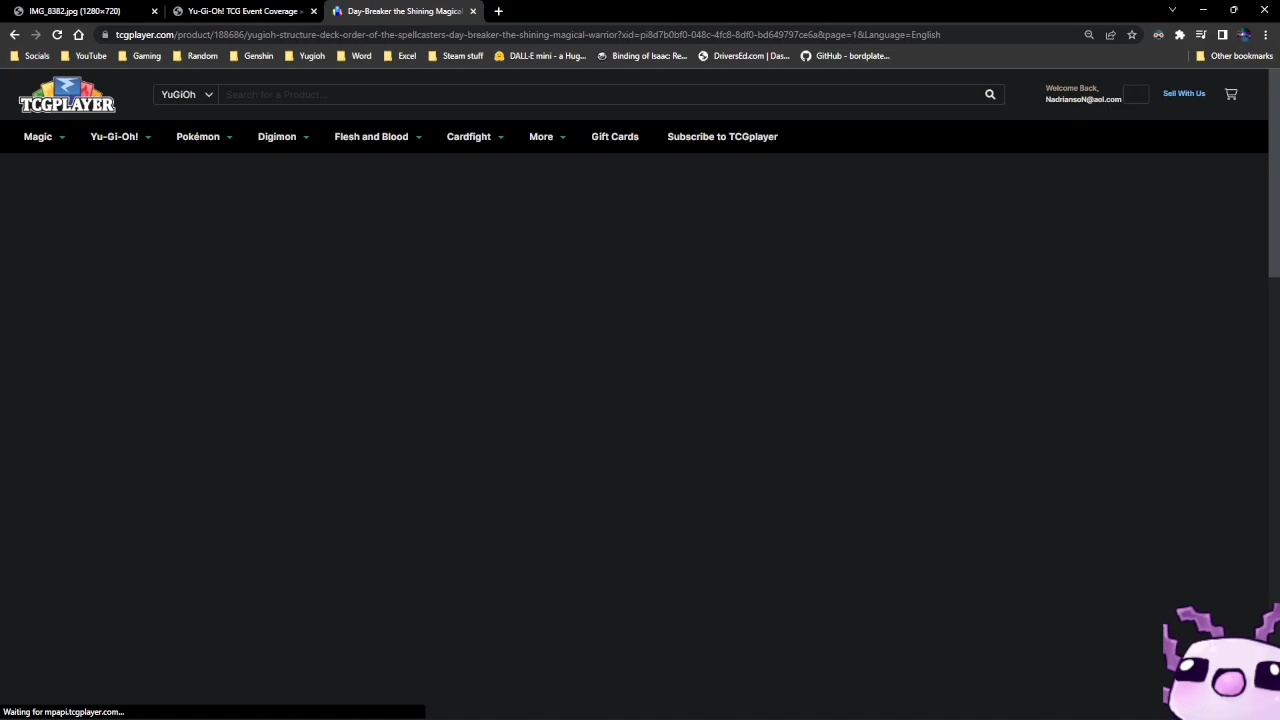 IMG_8382.jpg (1280×720)
Yu-Gi-Oh! TCG Event Coverage »
Day-Breaker the Shining Magical
tcgplayer.com/product/188686/yugioh-structure-deck-order-of-the-spellcasters-day-breaker-the-shining-magical-warrior?xid=pi8d7b0bf0-048c-4fc8-8df0-bd649797ce6a&page=1&Language=English
Socials
YouTube
Gaming
Random
Genshin
Yugioh
Word
Excel
Steam stuff
DALL-E mini - a Hug...
Binding of Isaac: Re...
DriversEd.com | Das...
GitHub - bordplate...
Other bookmarks
TCGPLAYER
YuGiOh
Search for a Product...
Welcome Back,
NadriansoN@aol.com
Sell With Us
Magic
Yu-Gi-Oh!
Pokémon
Digimon
Flesh and Blood
Cardfight
More
Gift Cards
Subscribe to TCGplayer
Waiting for mpapi.tcgplayer.com...